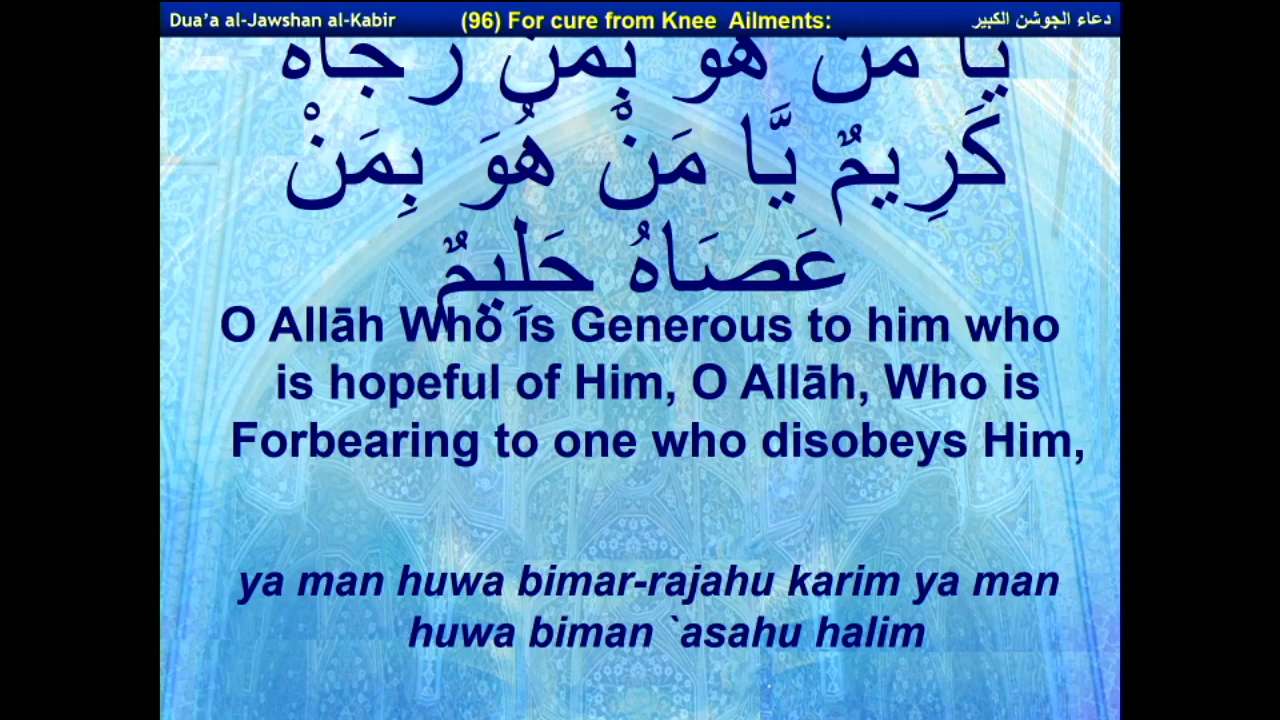 Dua’a al-Jawshan al-Kabir
(96) For cure from Knee Ailments:
دعاء الجوشن الكبير
يَا مَنْ هُوَ بِمَنْ رَجَاهُ
كَرِيمٌ يَّا مَنْ هُوَ بِمَنْ
عَصَاهُ حَلِيمٌ
O Allāh Who is Generous to him who
is hopeful of Him, O Allāh, Who is
Forbearing to one who disobeys Him,
ya man huwa bimar-rajahu karim ya man
huwa biman `asahu halim